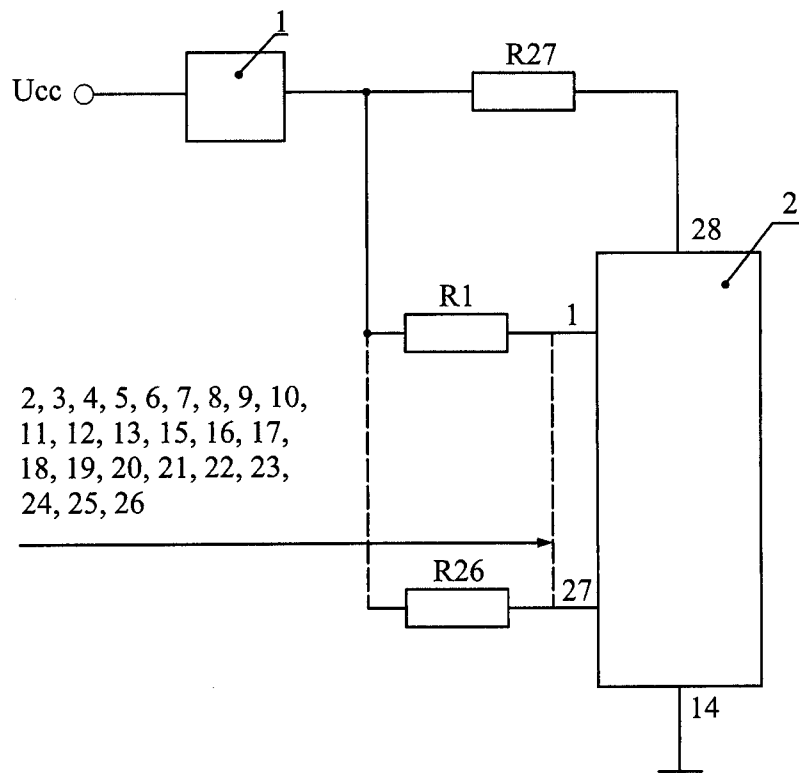 1
Ucc
R27
2
28
R1
1
2, 3, 4, 5, 6, 7, 8, 9, 10,
11, 12, 13, 15, 16, 17,
18, 19, 20, 21, 22, 23,
24, 25, 26
R26
27
14